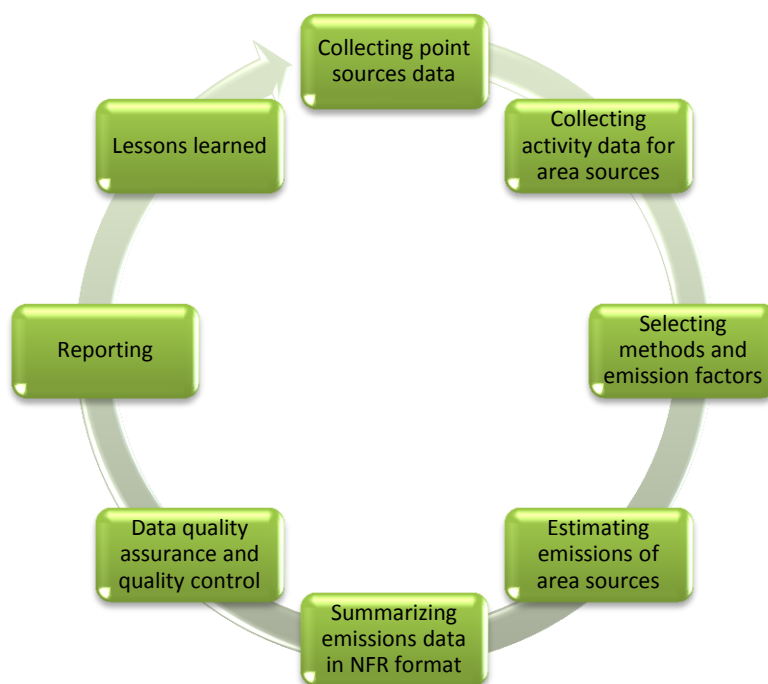 Collecting point
sources data
Collecting
activity data for
area sources
Selecting
methods and
emission factors
Estimating
emissions of
area sources
Summarizing
emissions data
in NFR format
Data quality
assurance and
quality control
Reporting
Lessons learned